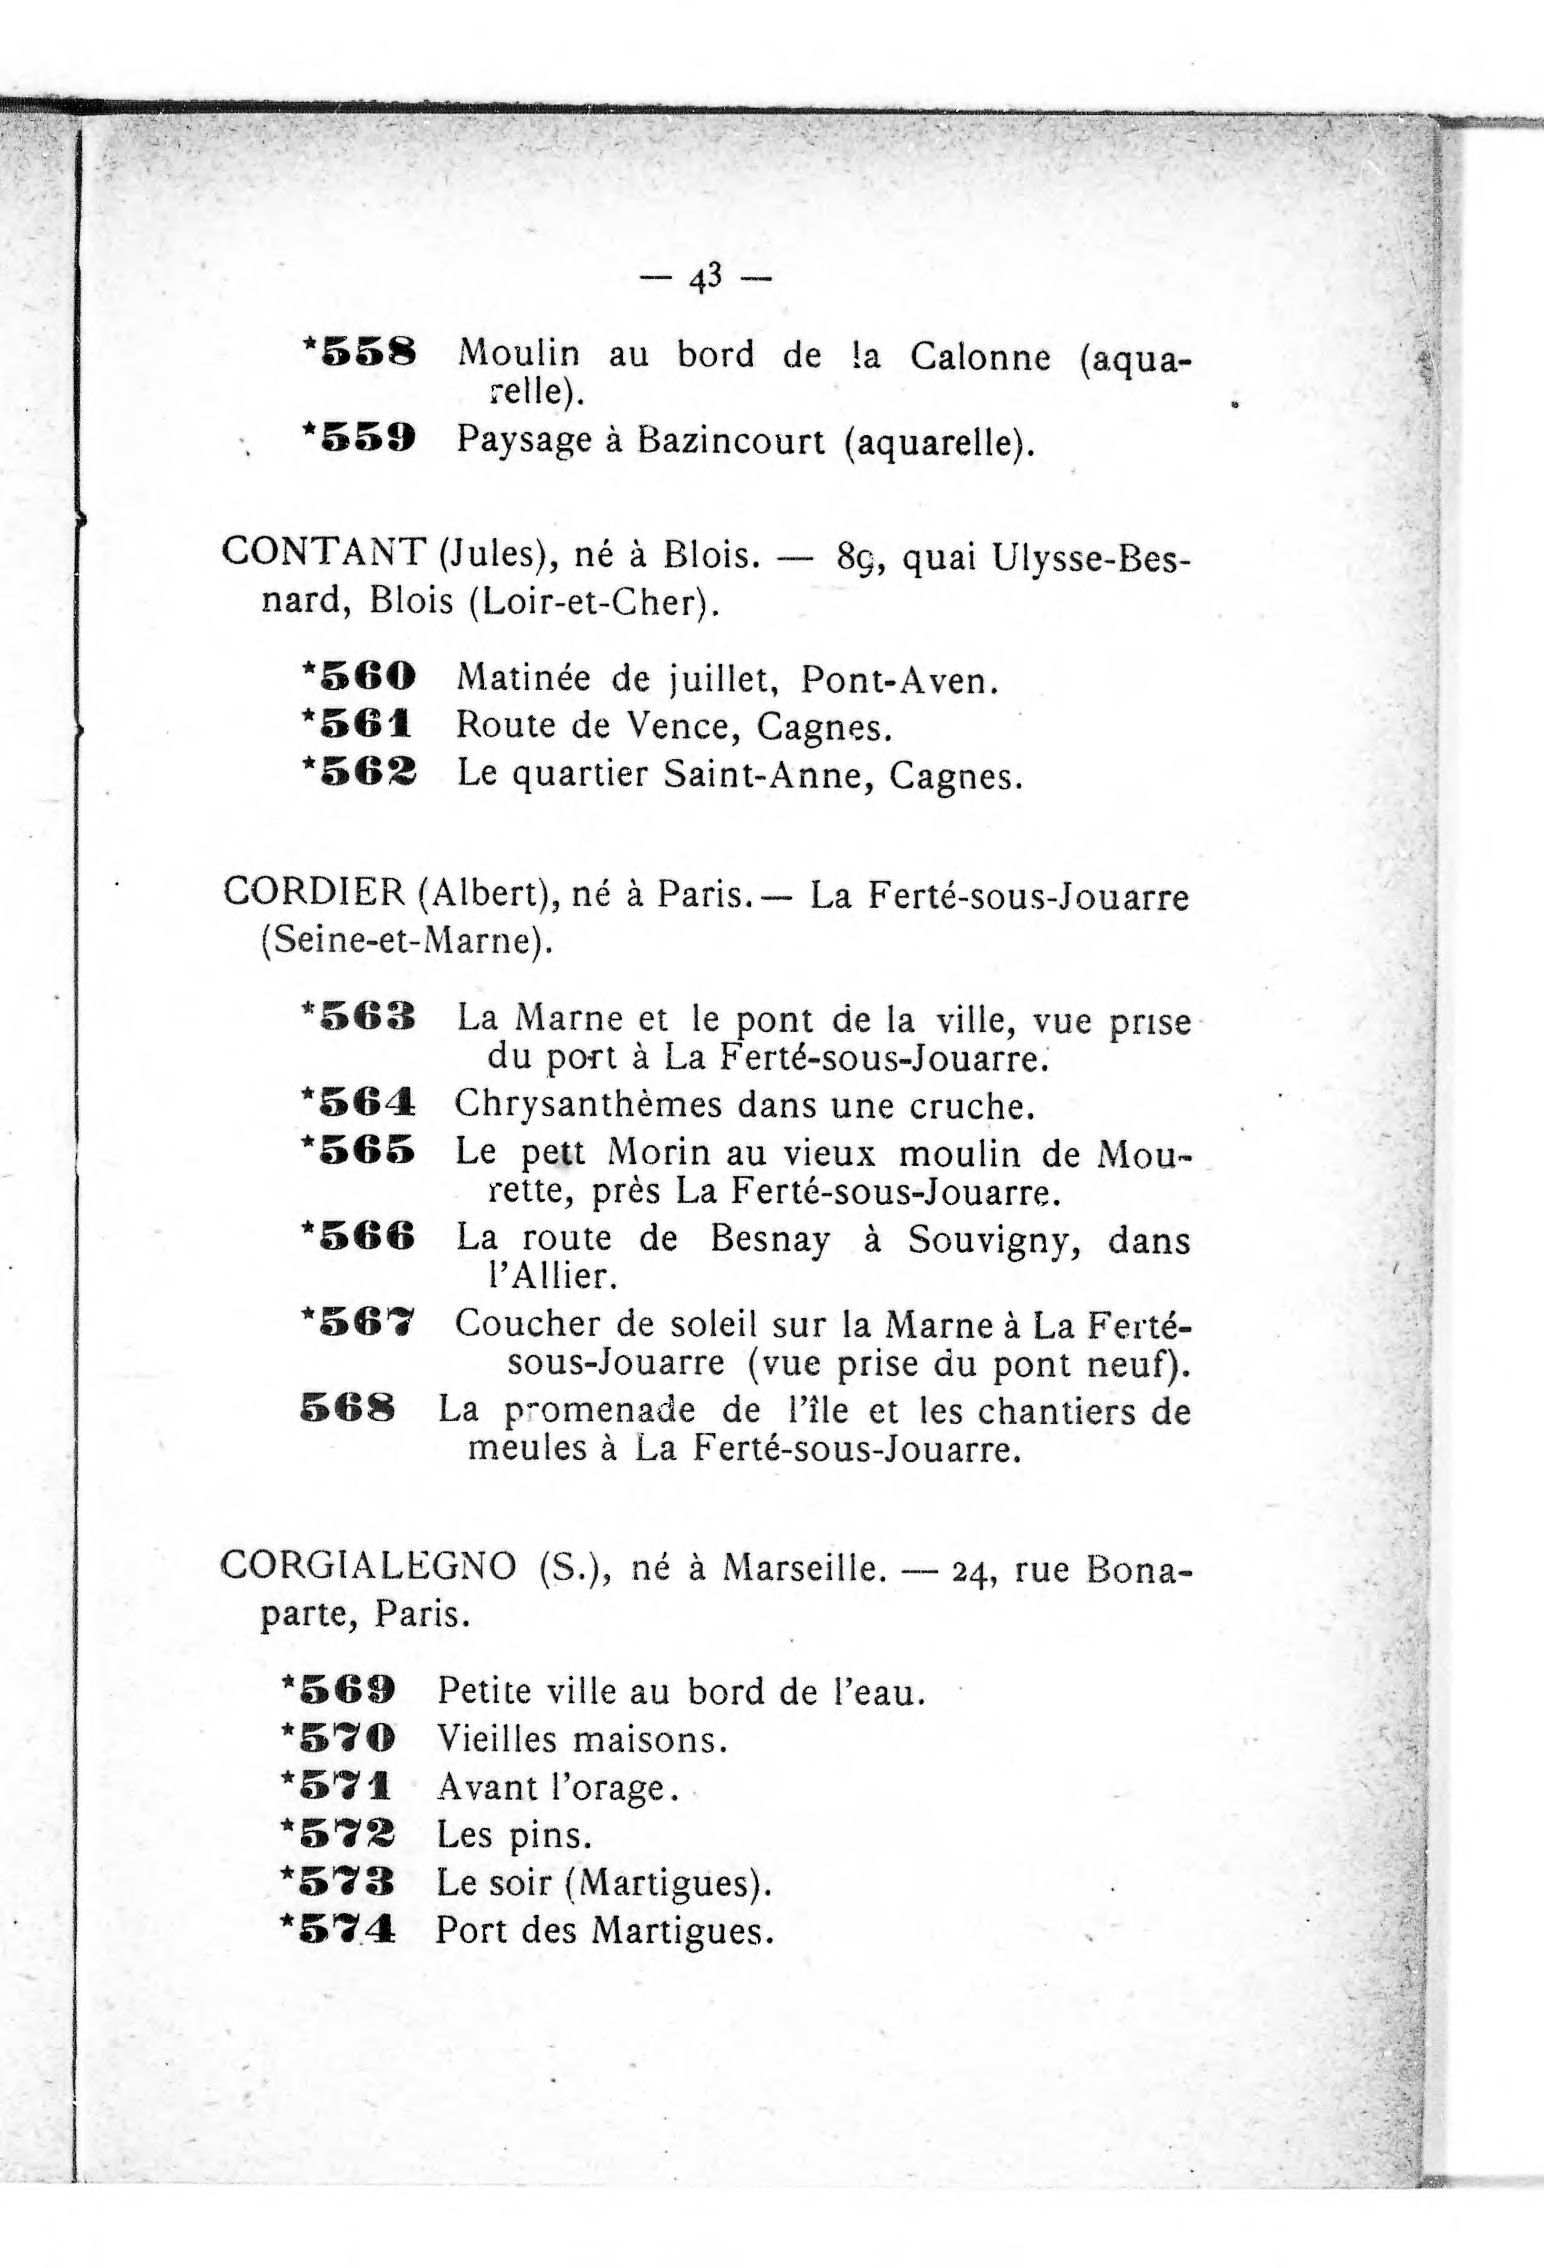 — 43 —
*558 Moulin au bord de la Calonne (aqua-
relle).
*559 Paysage à Bazincourt (aquarelle).
CONTANT (Jules), né à Blois. — 89, quai Ulysse-Bes-
nard, Blois (Loir-et-Cher).
*560 Matinée de juillet, Pont-Aven.
*561 Route de Vence, Cagnes.
*562 Le quartier Saint-Anne, Cagnes.
CORDIER (Albert), né à Paris. — La Ferté-sous-Jouarre
(Seine-et-Marne).
*563 La Marne et le pont de la ville, vue prise
du port à La Ferté-sous-Jouarre.
*564 Chrysanthèmes dans une cruche.
*565 Le pett Morin au vieux moulin de Mou-
rette, près La Ferté-sous-Jouarre.
*566 La route de Besnay à Souvigny, dans
l'Allier.
*567 Coucher de soleil sur la Marne à La Ferté-
sous-Jouarre (vue prise du pont neuf).
568 La promenade de l'île et les chantiers de
meules à La Ferté-sous-Jouarre.
CORGIALEGNO (S.), né à Marseille. — 24, rue Bona-
parte, Paris.
*569 Petite ville au bord de l'eau.
*570 Vieilles maisons.
*571 Avant l'orage.
*572 Les pins.
*573 Le soir (Martigues).
*574 Port des Martigues.